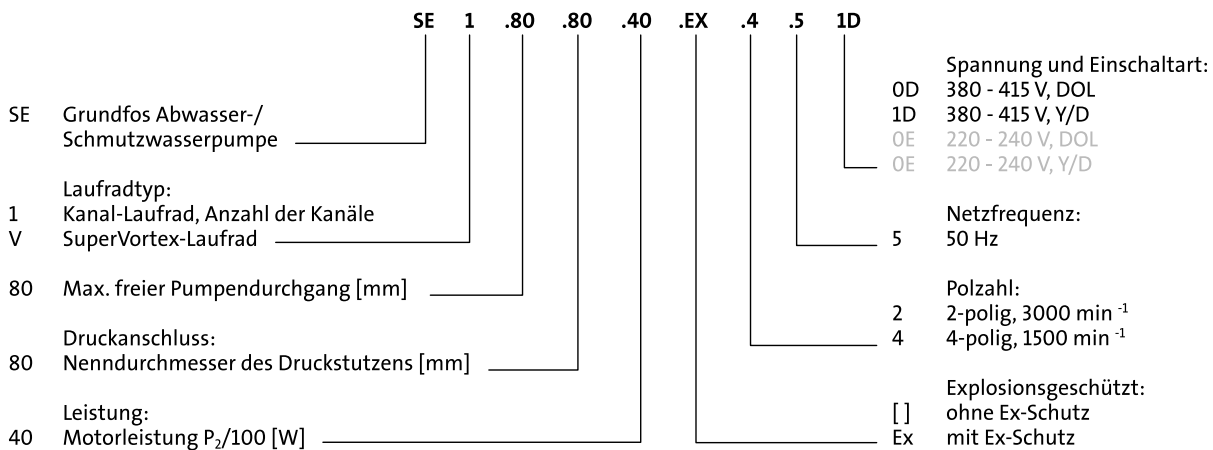 SE 1 .80 .80 .40 .EX .4 .5 1D
SE Grundfos Abwasser-/
Schmutzwasserpumpe
Laufradtyp:
1 Kanal-Laufrad, Anzahl der Kanäle
V SuperVortex-Laufrad
80 Max. freier Pumpendurchgang [mm]
Druckanschluss:
80 Nenndurchmesser des Druckstutzens [mm]
Leistung:
40 Motorleistung P₂/100 [W]
Spannung und Einschaltart:
0D 380 - 415 V, DOL
1D 380 - 415 V, Y/D
0E 220 - 240 V, DOL
0E 220 - 240 V, Y/D
Netzfrequenz:
5 50 Hz
Polzahl:
2 2-polig, 3000 min ⁻¹
4 4-polig, 1500 min ⁻¹
Explosionsgeschützt:
[ ] ohne Ex-Schutz
Ex mit Ex-Schutz